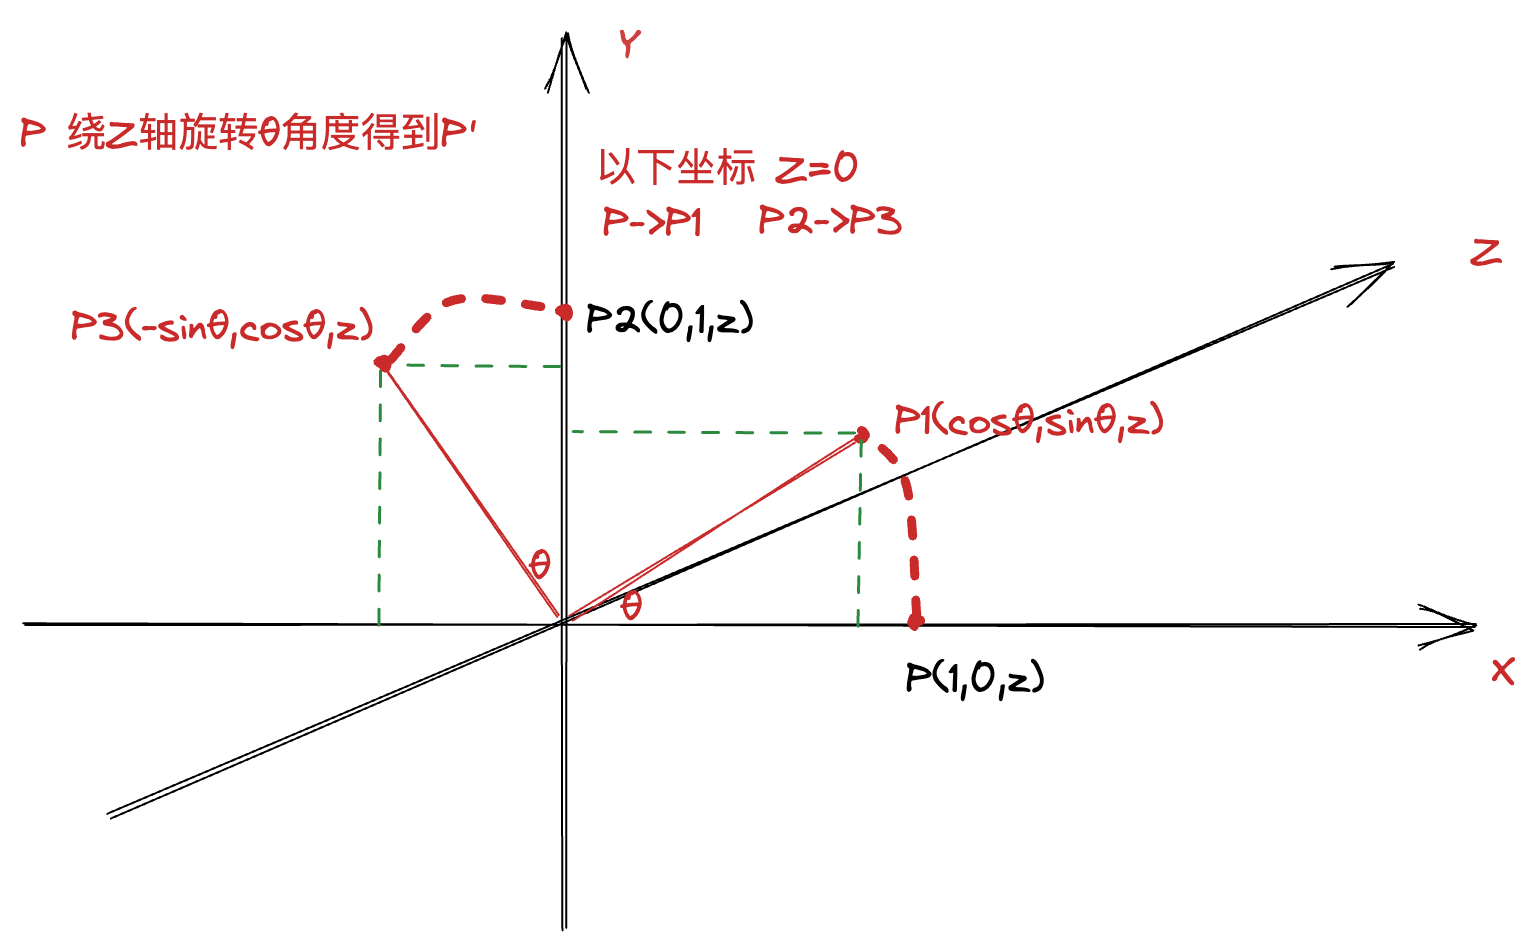 Y
P 绕Z轴旋转θ角度得到P'
以下坐标 Z=0
P->P1 P2->P3
Z
P3(-sinθ,cosθ,z)
P2(0,1,z)
P1(cosθ,sinθ,z)
θ
θ
P(1,0,z)
X